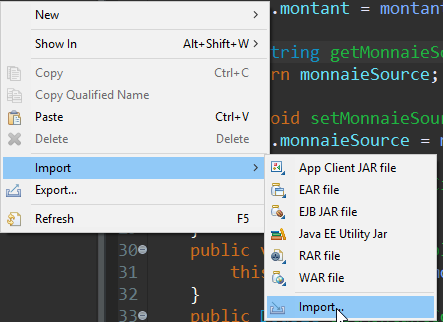 New
Show In Alt+Shift+W
Copy Ctrl+C
Copy Qualified Name
Paste Ctrl+V
Delete Delete
Import
Export...
Refresh F5
App Client JAR file
EAR file
EJB JAR file
Java EE Utility Jar
RAR file
WAR file
Import...
.montant = montant
string getMonnaieSo
rn monnaieSource;
oid setMonnaieSour
.monnaieSource =
30 public v
31 this
32 }
33 public